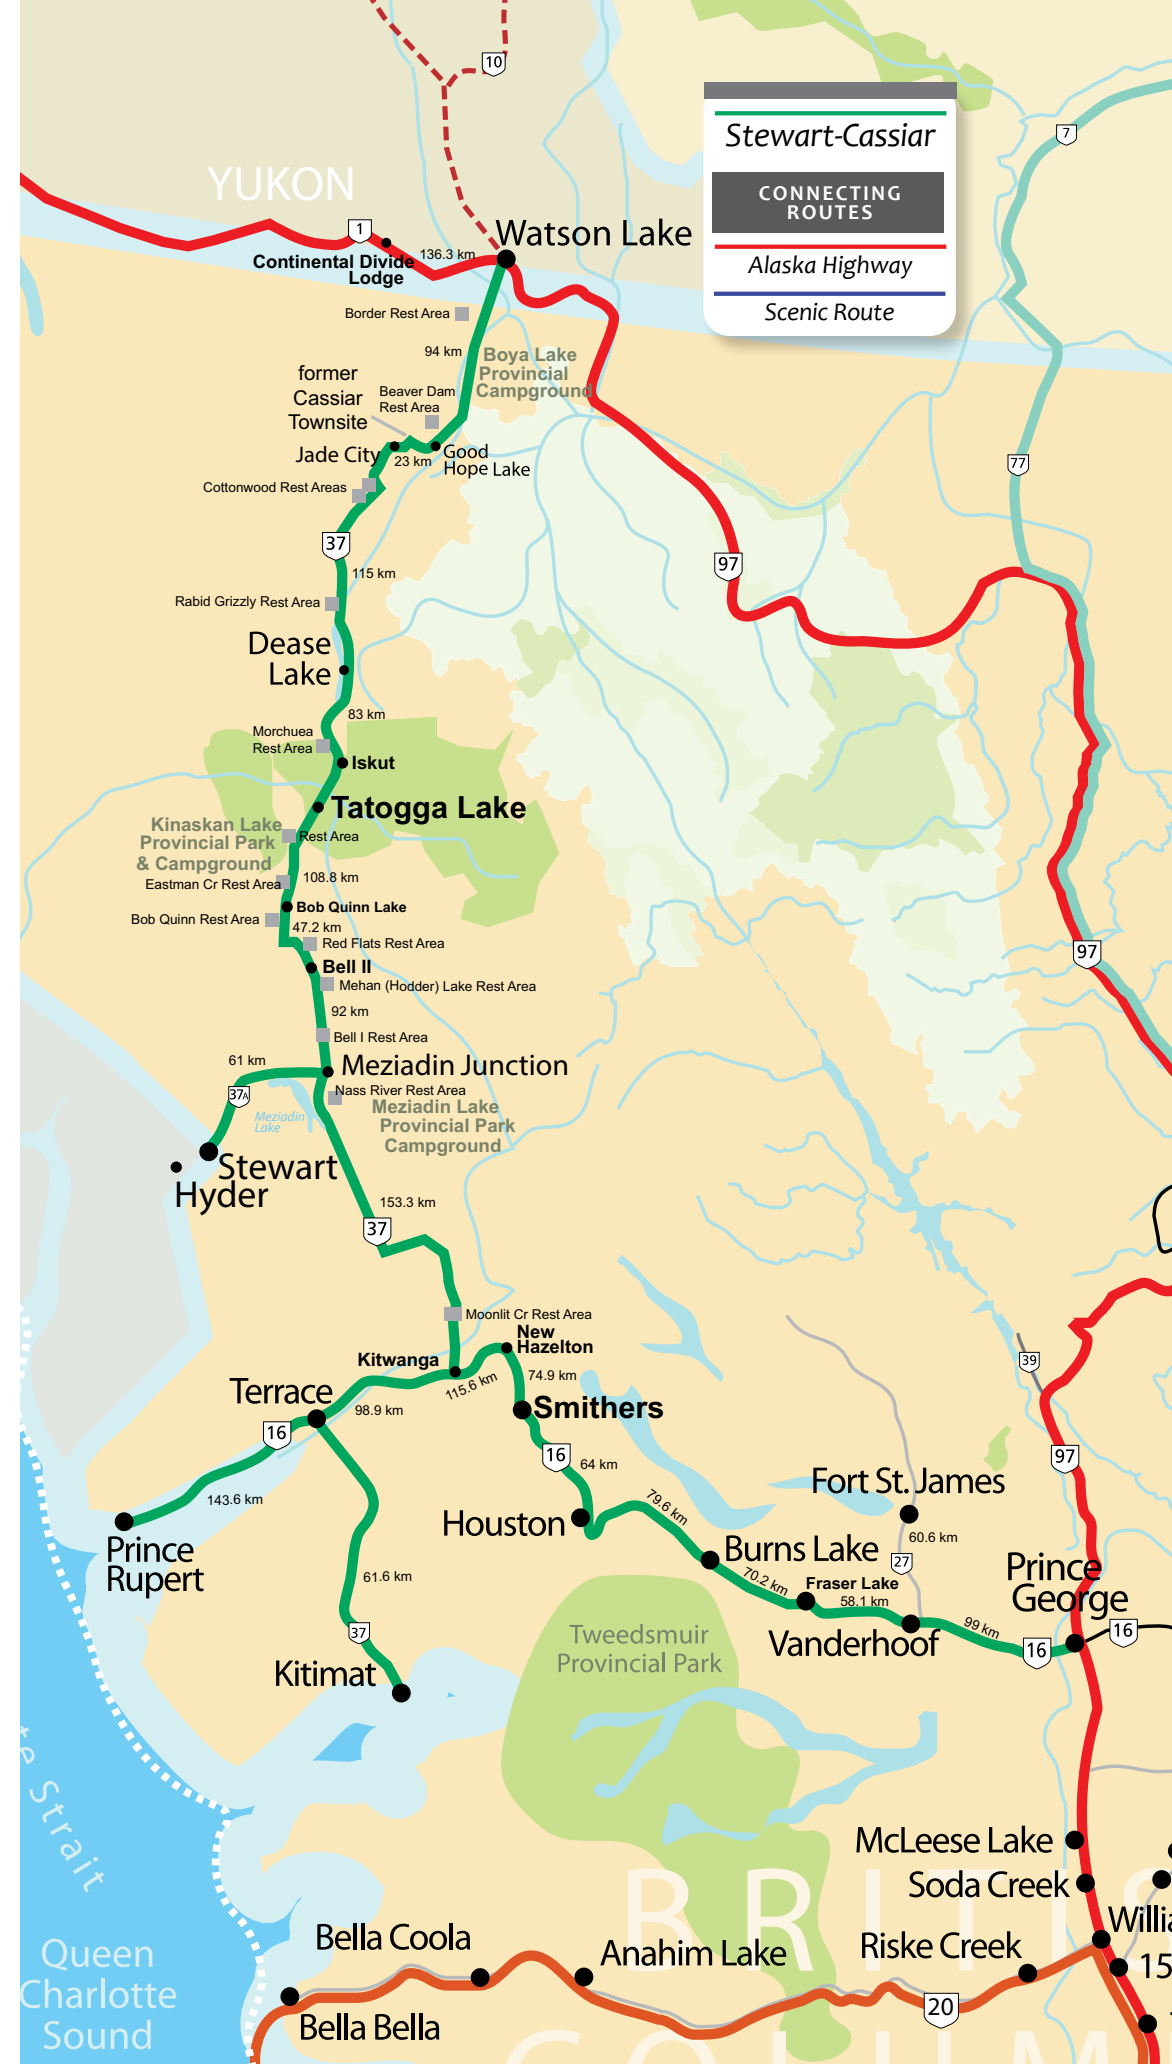 10
Stewart-Cassiar
CONNECTING
ROUTES
Alaska Highway
Scenic Route
7
YUKON
1
Watson Lake
136.3 km
Continental Divide
Lodge
Border Rest Area
94 km
Boya Lake
Provincial
Campground
former
Cassiar
Townsite
Beaver Dam
Rest Area
Jade City
23 km
Good
Hope Lake
77
Cottonwood Rest Areas
37
115 km
97
Rabid Grizzly Rest Area
Dease
Lake
83 km
Morchuea
Rest Area
Iskut
Tatogga Lake
Kinaskan Lake
Provincial Park
& Campground
Rest Area
108.8 km
Eastman Cr Rest Area
Bob Quinn Lake
Bob Quinn Rest Area
47.2 km
Red Flats Rest Area
97
Bell II
Mehan (Hodder) Lake Rest Area
92 km
Bell I Rest Area
61 km
Meziadin Junction
37A
Nass River Rest Area
Meziadin
Lake
Meziadin Lake
Provincial Park
Campground
Stewart
Hyder
153.3 km
37
Moonlit Cr Rest Area
New
Hazelton
Kitwanga
39
115.6 km
74.9 km
Terrace
98.9 km
Smithers
16
16
64 km
97
143.6 km
79.6 km
Fort St. James
Houston
60.6 km
Prince
Rupert
Burns Lake
27
Prince
George
61.6 km
70.2 km
Fraser Lake
58.1 km
99 km
37
Vanderhoof
16
16
Tweedsmuir
Provincial Park
Kitimat
te Strait
McLeese Lake
Soda Creek
BRITIS
Willia
Bella Coola
Anahim Lake
Riske Creek
15
Queen
Charlotte
Sound
20
Bella Bella
COLUM